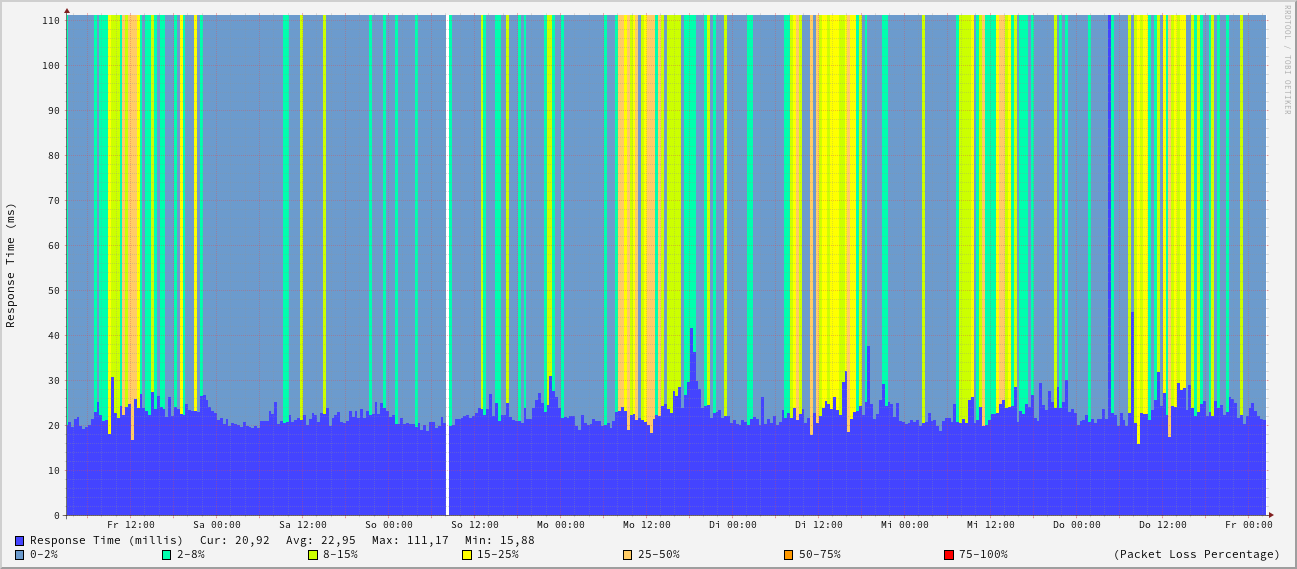 RRDTOOL / TOBI OETIKER
Response Time (ms)
110
100
90
80
70
60
50
40
30
20
10
0
Fr 12:00 Sa 00:00 Sa 12:00 So 00:00 So 12:00 Mo 00:00 Mo 12:00 Di 00:00 Di 12:00 Mi 00:00 Mi 12:00 Do 00:00 Do 12:00 Fr 00:00
Response Time (millis) Cur: 20,92 Avg: 22,95 Max: 111,17 Min: 15,88
0-2% 2-8% 8-15% 15-25% 25-50% 50-75% 75-100% (Packet Loss Percentage)